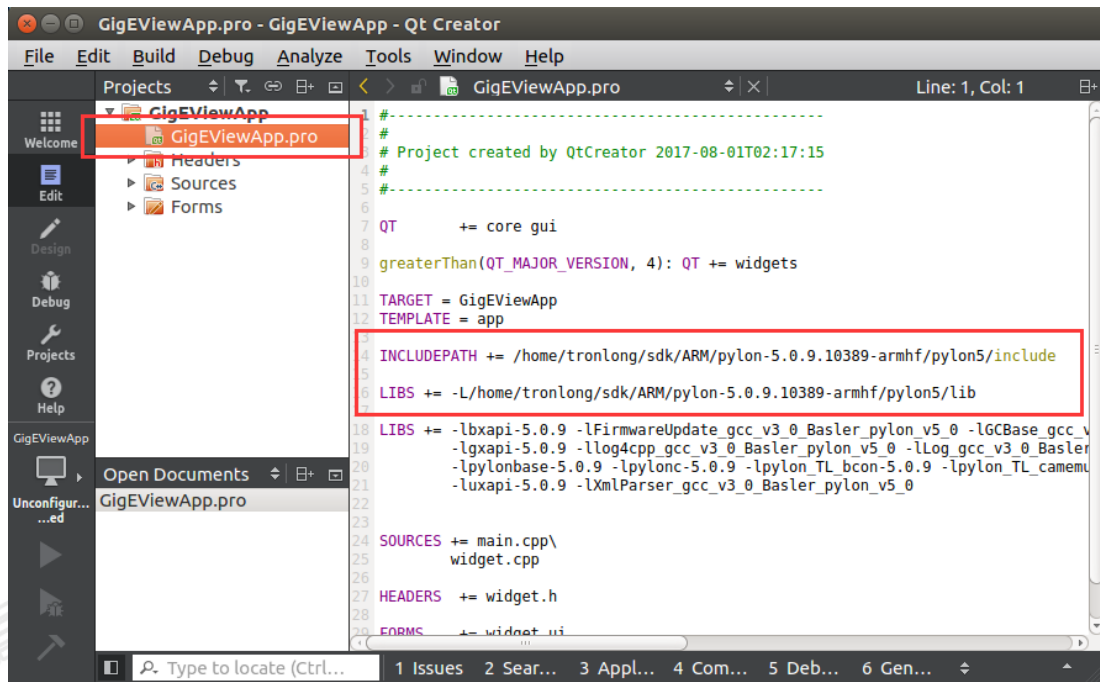 GigEViewApp.pro - GigEViewApp - Qt Creator
File Edit Build Debug Analyze Tools Window Help
Projects
GigEViewApp.pro
Line: 1, Col: 1
Welcome
Edit
Design
Debug
Projects
Help
GigEViewApp
Unconfigur...
...ed
GigEViewApp
GigEViewApp.pro
Headers
Sources
Forms
Open Documents
GigEViewApp.pro
1 #-------------------------------------------------
2 #
3 # Project created by QtCreator 2017-08-01T02:17:15
4 #
5 #-------------------------------------------------
6
7 QT       += core gui
8
9 greaterThan(QT_MAJOR_VERSION, 4): QT += widgets
10
11 TARGET = GigEViewApp
12 TEMPLATE = app
13
14 INCLUDEPATH += /home/tronlong/sdk/ARM/pylon-5.0.9.10389-armhf/pylon5/include
15
16 LIBS += -L/home/tronlong/sdk/ARM/pylon-5.0.9.10389-armhf/pylon5/lib
17
18 LIBS += -lbxapi-5.0.9 -lFirmwareUpdate_gcc_v3_0_Basler_pylon_v5_0 -lGCBase_gcc_v
19         -lgxapi-5.0.9 -llog4cpp_gcc_v3_0_Basler_pylon_v5_0 -lLog_gcc_v3_0_Basler
20         -lpylonbase-5.0.9 -lpylonc-5.0.9 -lpylon_TL_bcon-5.0.9 -lpylon_TL_camemu
21         -luxapi-5.0.9 -lXmlParser_gcc_v3_0_Basler_pylon_v5_0
22
23
24 SOURCES += main.cpp\
25         widget.cpp
26
27 HEADERS  += widget.h
28
29 FORMS    += widget.ui
Type to locate (Ctrl...
1 Issues 2 Sear... 3 Appl... 4 Com... 5 Deb... 6 Gen...